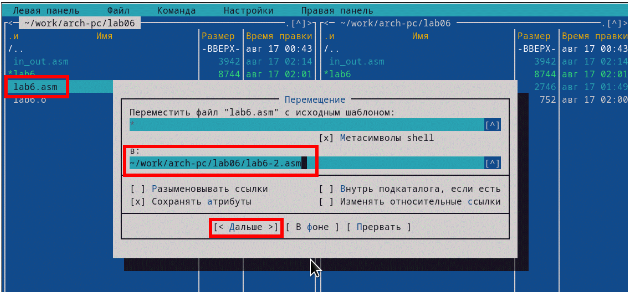 Левая панель Файл Команда Настройки Правая панель
~/work/arch-pc/lab06 .[^]> ~/work/arch-pc/lab06 .[^]>
.и Имя Размер Время правки .и Имя Размер Время правки
/.. -ВВЕРХ- авг 17 00:43 /.. -ВВЕРХ- авг 17 00:43
in_out.asm 3942 авг 17 02:14 in_out.asm 3942 авг 17 02:14
*lab6 8744 авг 17 02:01 *lab6 8744 авг 17 02:01
lab6.asm 2746 авг 17 01:49
lab6.o 752 авг 17 02:00
Перемещение
Переместить файл "lab6.asm" с исходным шаблоном:
* [^]
[x] Метасимволы shell
в:
~/work/arch-pc/lab06/lab6-2.asm [^]
[ ] Разыменовывать ссылки [ ] Внутрь подкаталога, если есть
[x] Сохранять атрибуты [ ] Изменять относительные ссылки
[< Дальше >] [ В фоне ] [ Прервать ]